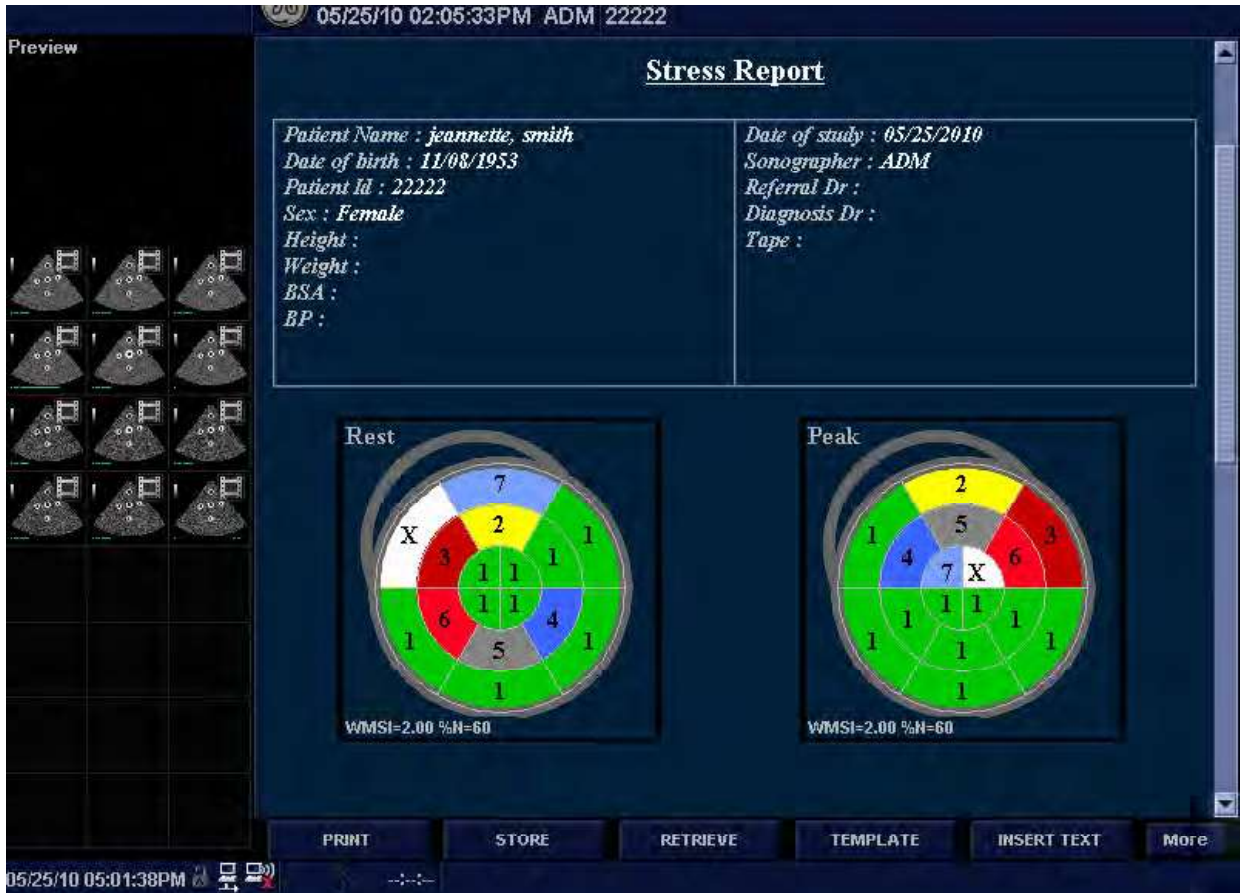 05/25/10 02:05:33PM ADM 22222
Preview
Stress Report
Patient Name : jeannette, smith
Date of birth : 11/08/1953
Patient Id : 22222
Sex : Female
Height :
Weight :
BSA :
BP :
Date of study : 05/25/2010
Sonographer : ADM
Referral Dr :
Diagnosis Dr :
Tape :
Rest
7
X 2 1
3 1
1 1
1 1
6 4
1 5 1
1
WMSI=2.00 %N=60
Peak
2
1 5 3
4 6
7 X
1 1
1 1
1 1 1
1
WMSI=2.00 %N=60
PRINT STORE RETRIEVE TEMPLATE INSERT TEXT More
05/25/10 05:01:38PM --:--:--